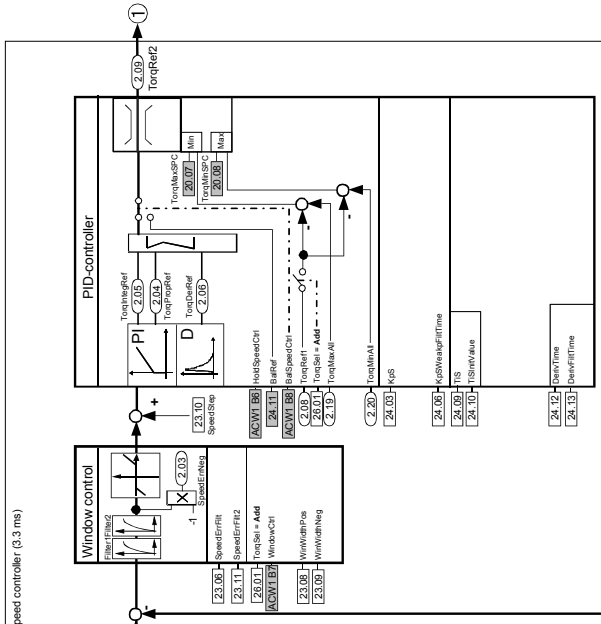 peed controller (3.3 ms)
1
2.09
TorqRef2
-
Window control
Filter1 Filter2
X
2.03
-1
SpeedErrNeg
23.06 SpeedErrFilt
23.11 SpeedErrFilt2
26.01 TorqSel = Add
ACW1 B7 WindowCtrl
23.08 WinWidthPos
23.09 WinWidthNeg
+
23.10
SpeedStep
PID-controller
PI
D
TorqIntegRef
2.05
TorqPropRef
2.04
TorqDerRef
2.06
TorqMaxSPC
20.07 Min
TorqMinSPC
20.08 Max
-
-
ACW1 B6 HoldSpeedCtrl
24.11 BalRef
ACW1 B8 BalSpeedCtrl
2.08 TorqRef1
26.01 TorqSel = Add
2.19 TorqMaxAll
2.20 TorqMinAll
24.03 KpS
24.06 KpSWeakpFiltTime
24.09 TiS
24.10 TiSInitValue
24.12 DerivTime
24.13 DerivFiltTime